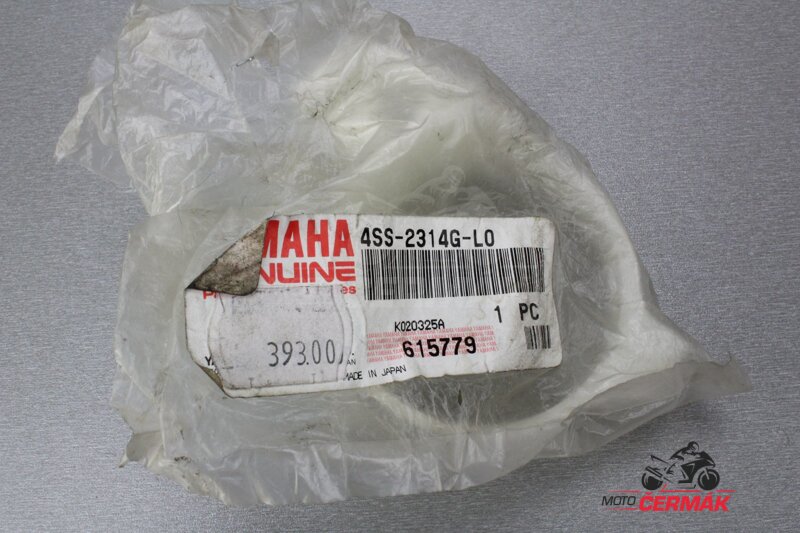 MAHA
NUINE
4SS-2314G-L0
1 PC
K020325A
393.00
615779
MADE IN JAPAN
MOTO
ČERMÁK